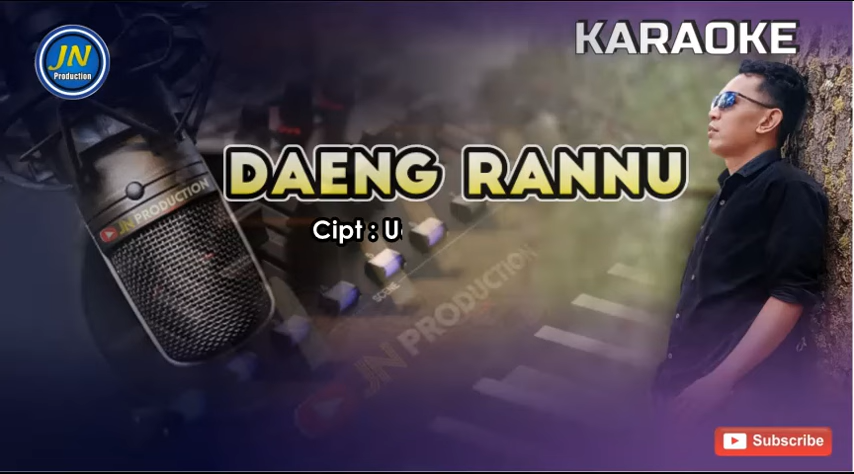 JN
Production
KARAOKE
DAENG RANNU
Cipt : U
JN PRODUCTION
JN PRODUCTION
Subscribe